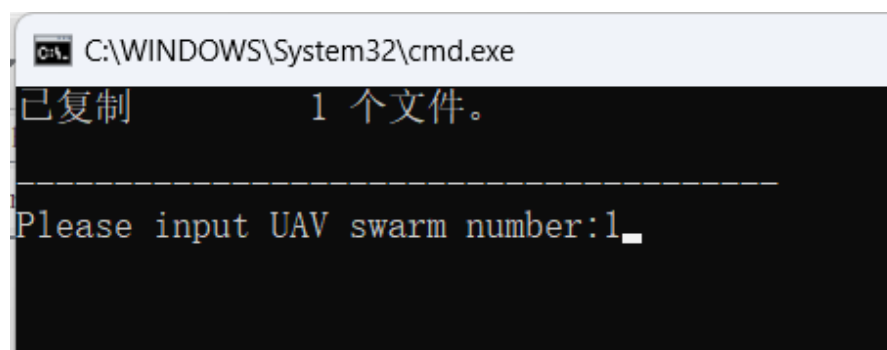 C:\WINDOWS\System32\cmd.exe
已复制         1 个文件。
---------------------------------------
Please input UAV swarm number:1